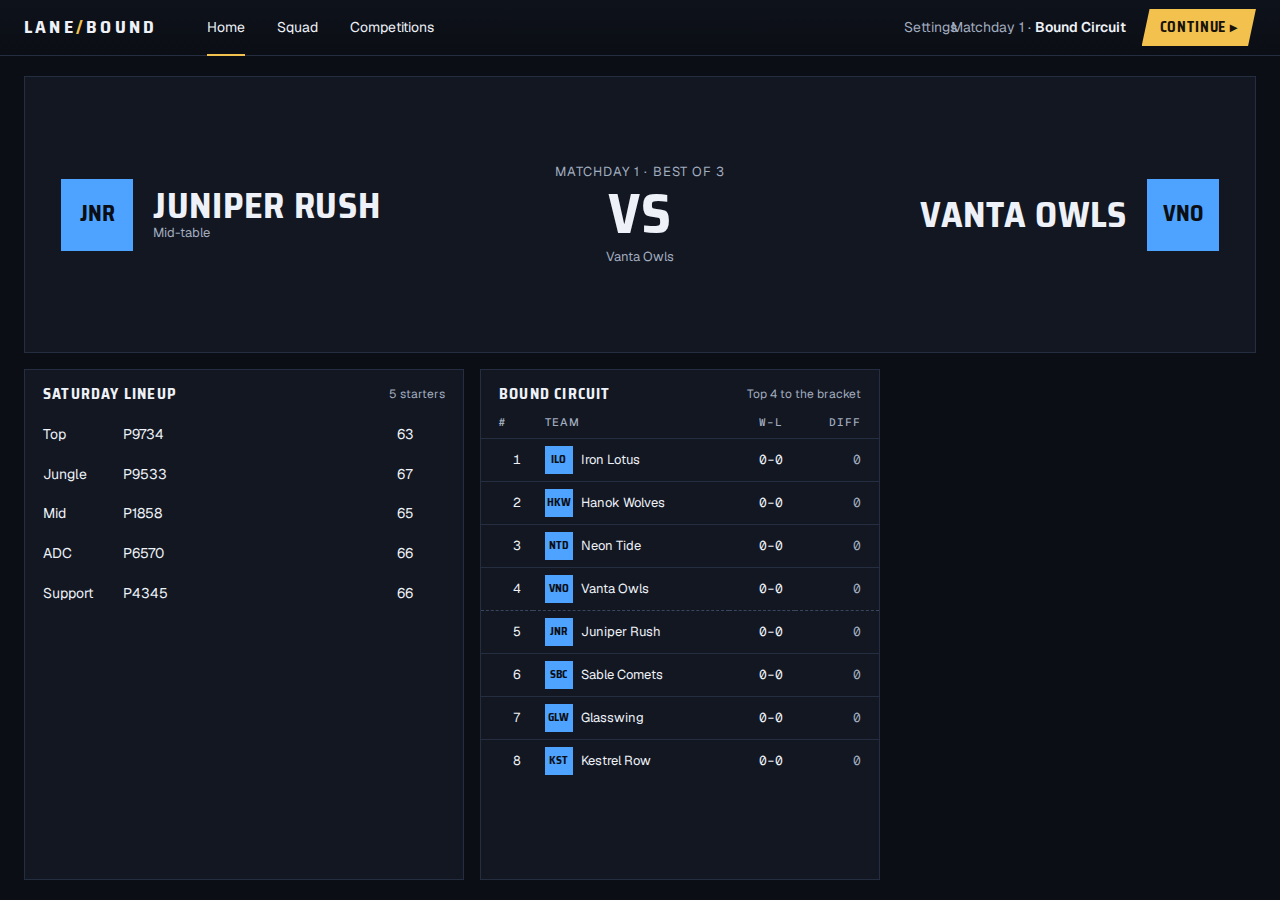 LANE/BOUND Home Squad Competitions Settings Matchday 1 · Bound Circuit CONTINUE ▸
MATCHDAY 1 · BEST OF 3
JNR JUNIPER RUSH VS VANTA OWLS VNO
Mid-table
Vanta Owls
SATURDAY LINEUP 5 starters
Top P9734 63
Jungle P9533 67
Mid P1858 65
ADC P6570 66
Support P4345 66
BOUND CIRCUIT Top 4 to the bracket
# TEAM W-L DIFF
1 ILO Iron Lotus 0-0 0
2 HKW Hanok Wolves 0-0 0
3 NTD Neon Tide 0-0 0
4 VNO Vanta Owls 0-0 0
5 JNR Juniper Rush 0-0 0
6 SBC Sable Comets 0-0 0
7 GLW Glasswing 0-0 0
8 KST Kestrel Row 0-0 0